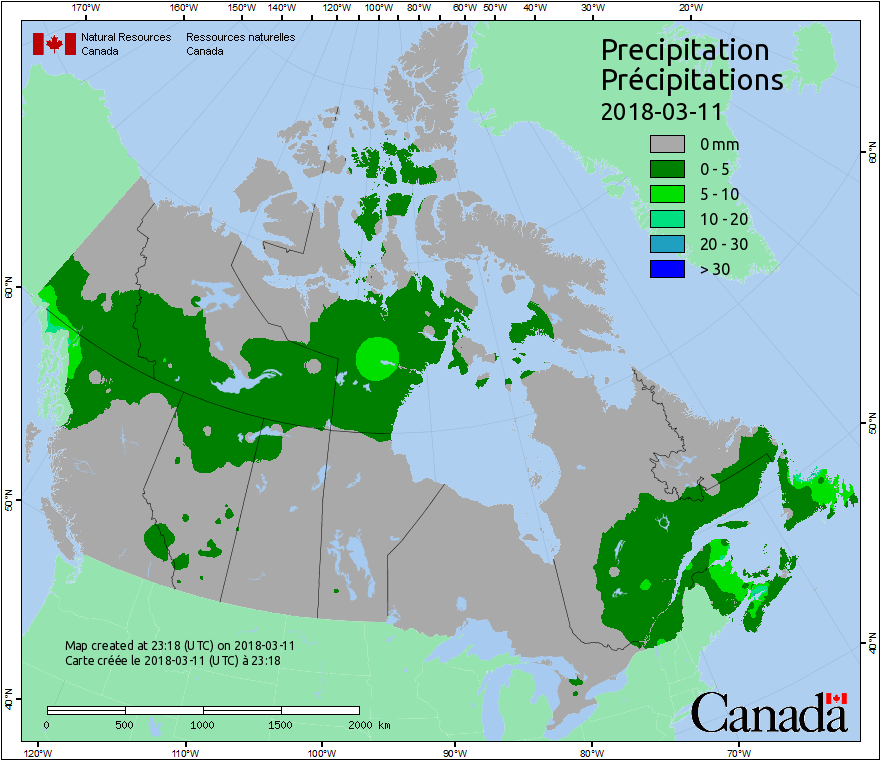 170°W 160°W 150°W 140°W 130°W 120°W 110°W 100°W 90°W 80°W 60°W 50°W 40°W 30°W 20°W
Natural Resources Ressources naturelles
Canada Canada
Precipitation
Précipitations
2018-03-11
0 mm
0 - 5
5 - 10
10 - 20
20 - 30
> 30
60°N
60°N
50°N
50°N
40°N
40°N
Map created at 23:18 (UTC) on 2018-03-11
Carte créée le 2018-03-11 (UTC) à 23:18
0 500 1000 1500 2000 km
Canada
120°W 110°W 100°W 90°W 80°W 70°W